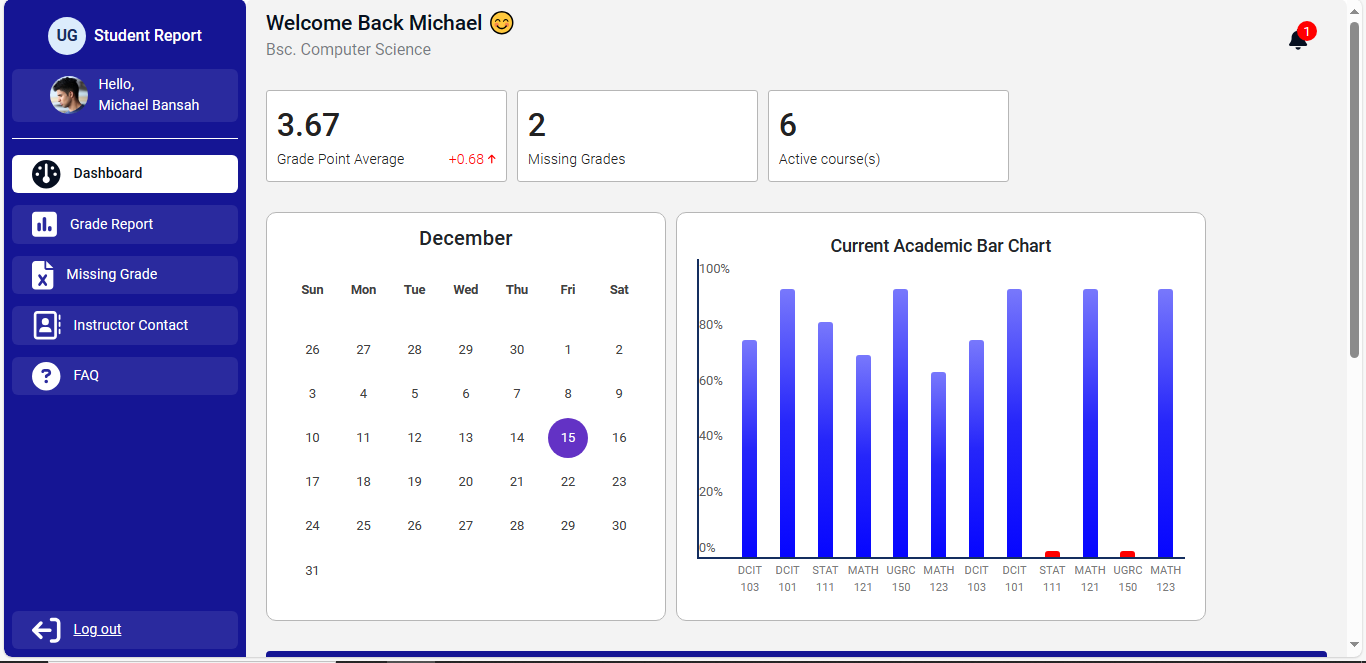 UG Student Report
Hello,
Michael Bansah
Dashboard
Grade Report
Missing Grade
Instructor Contact
? FAQ
Log out
Welcome Back Michael 😊
Bsc. Computer Science
1
3.67
Grade Point Average +0.68
2
Missing Grades
6
Active course(s)
December
Sun Mon Tue Wed Thu Fri Sat
26 27 28 29 30 1 2
3 4 5 6 7 8 9
10 11 12 13 14 15 16
17 18 19 20 21 22 23
24 25 26 27 28 29 30
31
Current Academic Bar Chart
100%
80%
60%
40%
20%
0%
DCIT DCIT STAT MATH UGRC MATH DCIT DCIT STAT MATH UGRC MATH
103 101 111 121 150 123 103 101 111 121 150 123